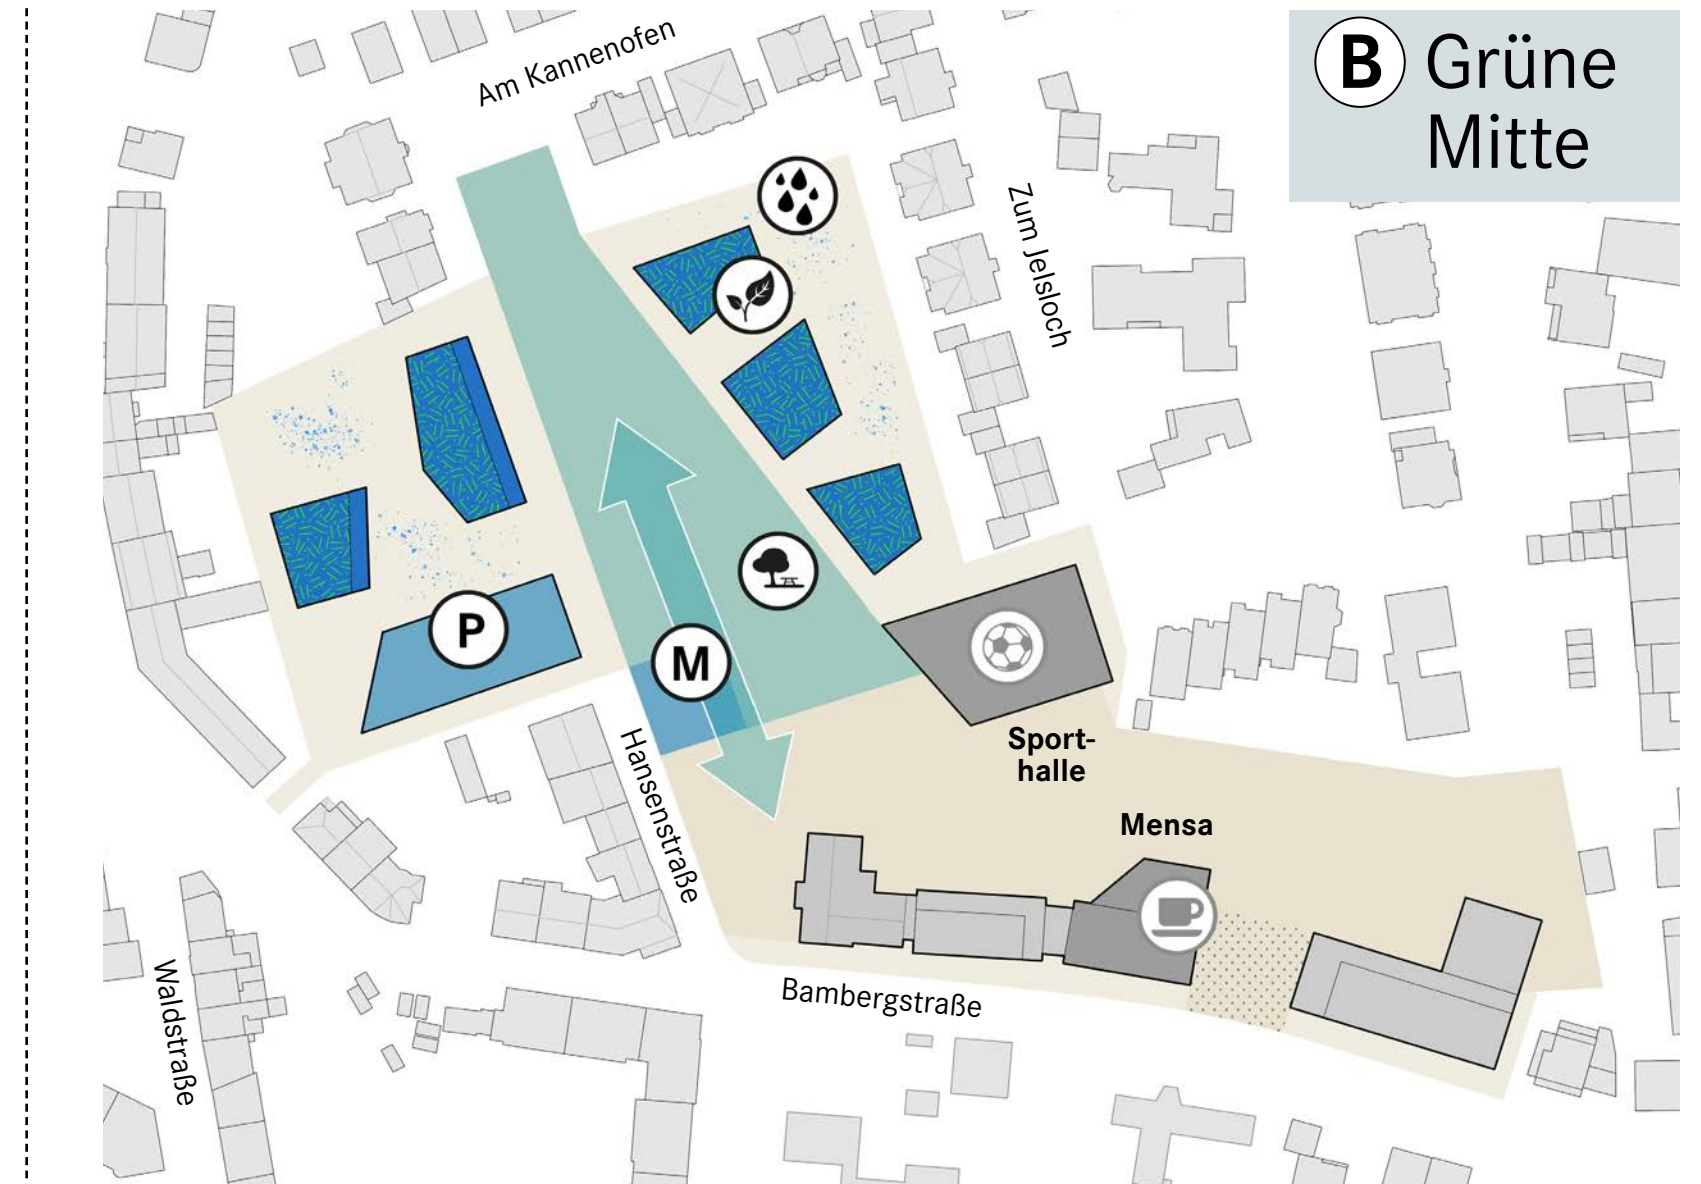 B Grüne
Mitte
Am Kannenofen
Zum Jelsloch
P
M
Sport-
halle
Hansenstraße
Mensa
Bambergstraße
Waldstraße